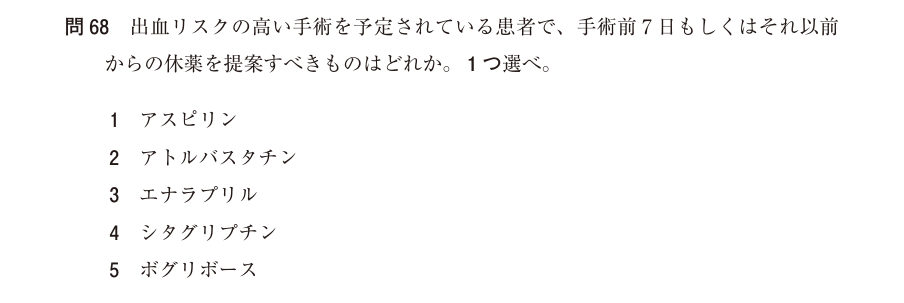 問 68 出血リスクの高い手術を予定されている患者で、手術前7日もしくはそれ以前
からの休薬を提案すべきものはどれか。1つ選べ。
1 アスピリン
2 アトルバスタチン
3 エナラプリル
4 シタグリプチン
5 ボグリボース